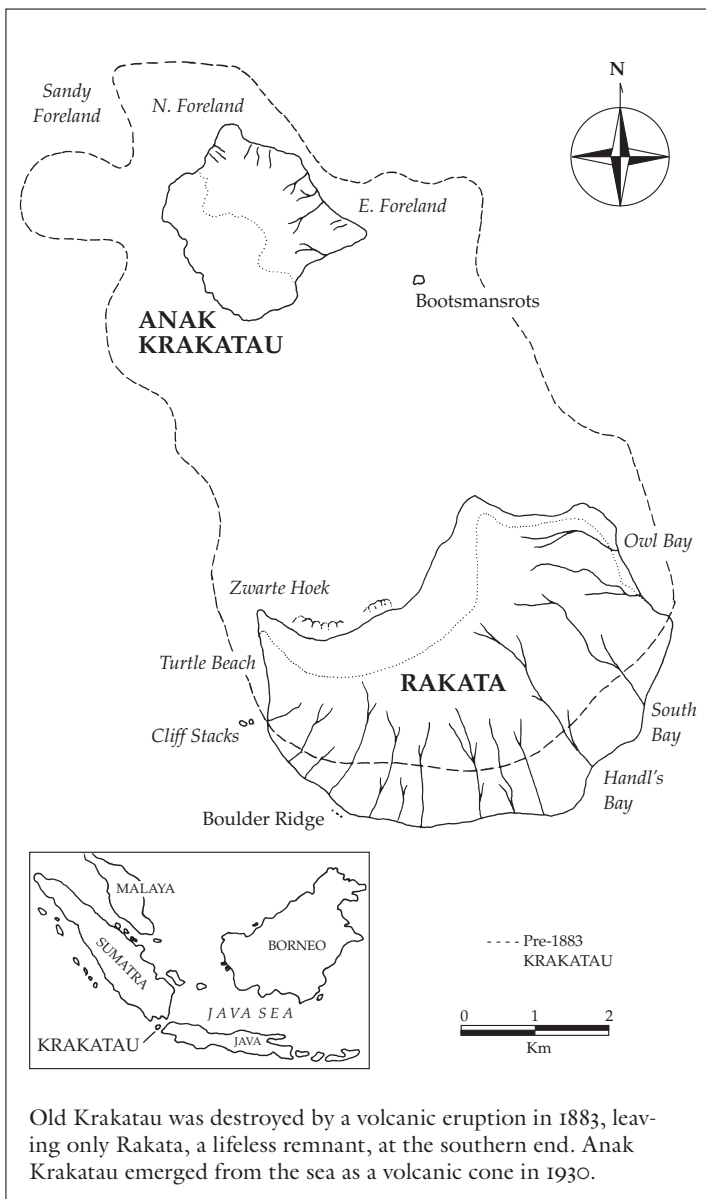 Sandy
Foreland
N. Foreland
N
E. Foreland
Bootsmansrots
ANAK
KRAKATAU
Owl Bay
Zwarte Hoek
Turtle Beach
RAKATA
Cliff Stacks
South
Bay
Handl's
Bay
Boulder Ridge
MALAYA
SUMATRA
BORNEO
JAVA SEA
KRAKATAU
JAVA
Pre-1883
KRAKATAU
0 1 2
Km
Old Krakatau was destroyed by a volcanic eruption in 1883, leav-
ing only Rakata, a lifeless remnant, at the southern end. Anak
Krakatau emerged from the sea as a volcanic cone in 1930.